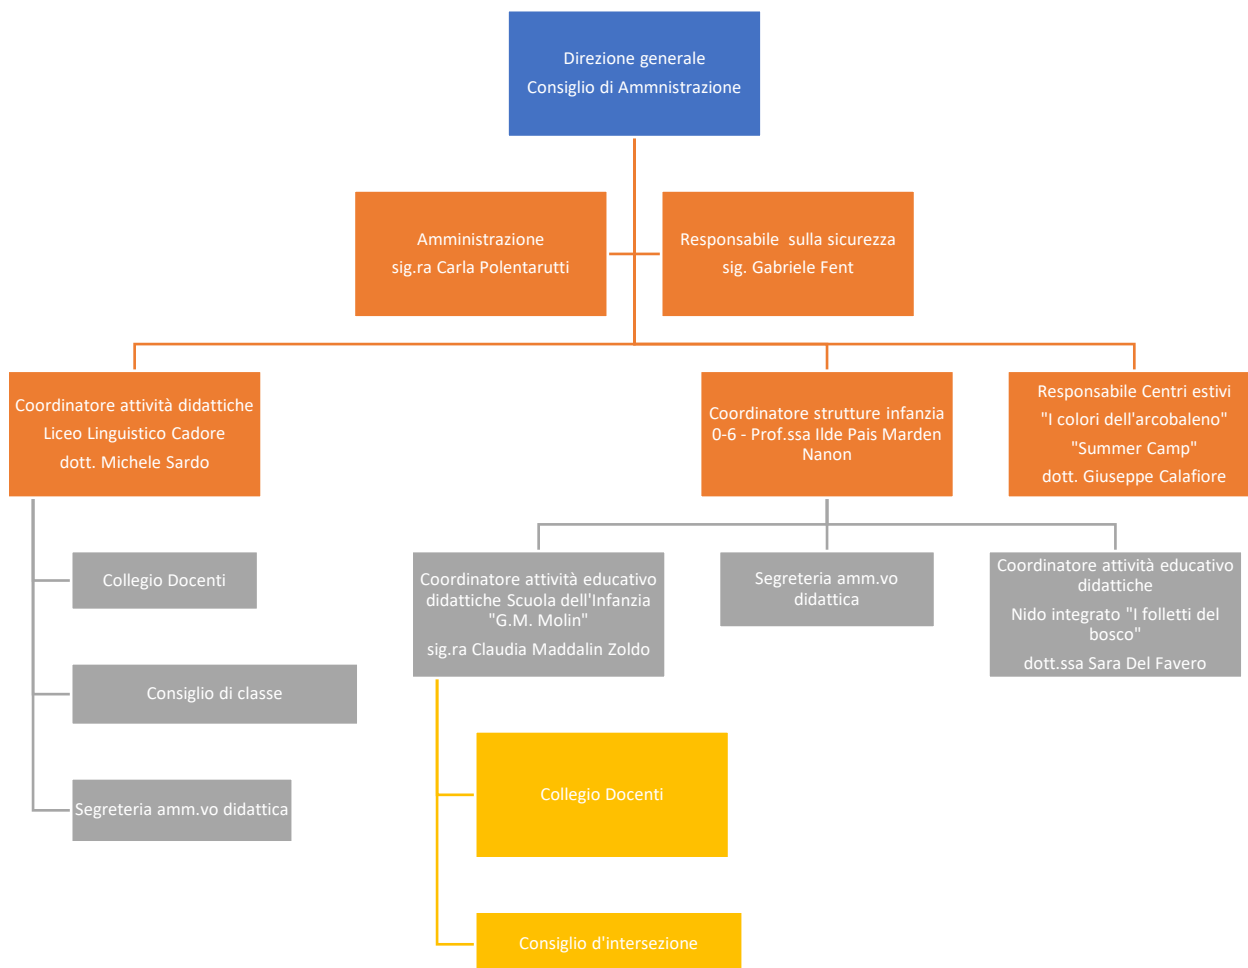 Direzione generale
Consiglio di Ammnistrazione
Amministrazione
sig.ra Carla Polentarutti
Responsabile sulla sicurezza
sig. Gabriele Fent
Coordinatore attività didattiche
Liceo Linguistico Cadore
dott. Michele Sardo
Coordinatore strutture infanzia
0-6 - Prof.ssa Ilde Pais Marden
Nanon
Responsabile Centri estivi
"I colori dell'arcobaleno"
"Summer Camp"
dott. Giuseppe Calafiore
Collegio Docenti
Consiglio di classe
Segreteria amm.vo didattica
Coordinatore attività educativo
didattiche Scuola dell'Infanzia
"G.M. Molin"
sig.ra Claudia Maddalin Zoldo
Segreteria amm.vo
didattica
Coordinatore attività educativo
didattiche
Nido integrato "I folletti del
bosco"
dott.ssa Sara Del Favero
Collegio Docenti
Consiglio d'intersezione